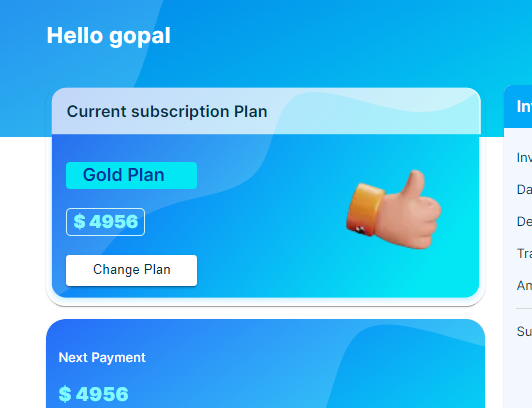 Hello gopal
Current subscription Plan
Gold Plan
$ 4956
Change Plan
Next Payment
$ 4956